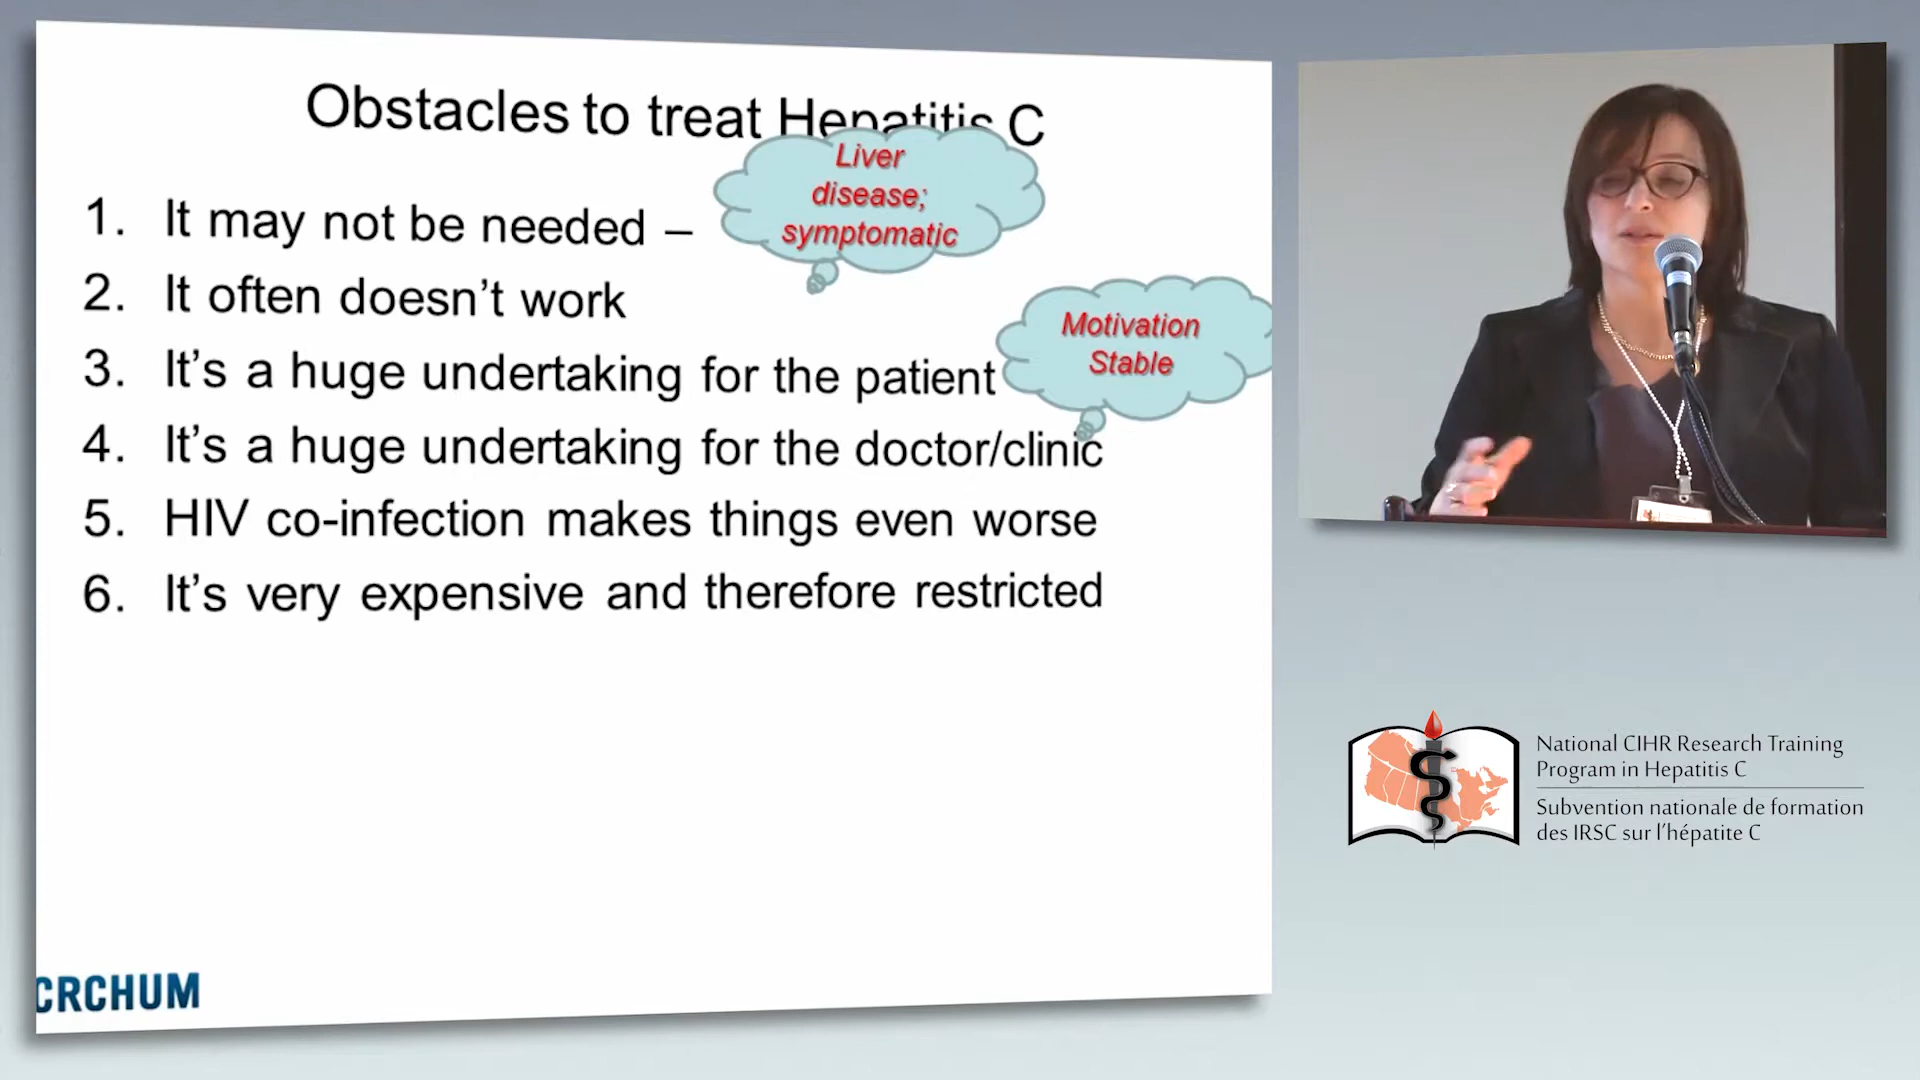 Obstacles to treat Hepatitis C
Liver
disease;
symptomatic
1. It may not be needed –
2. It often doesn't work
Motivation
Stable
3. It's a huge undertaking for the patient
4. It's a huge undertaking for the doctor/clinic
5. HIV co-infection makes things even worse
6. It's very expensive and therefore restricted
CRCHUM
National CIHR Research Training
Program in Hepatitis C
Subvention nationale de formation
des IRSC sur l'hépatite C